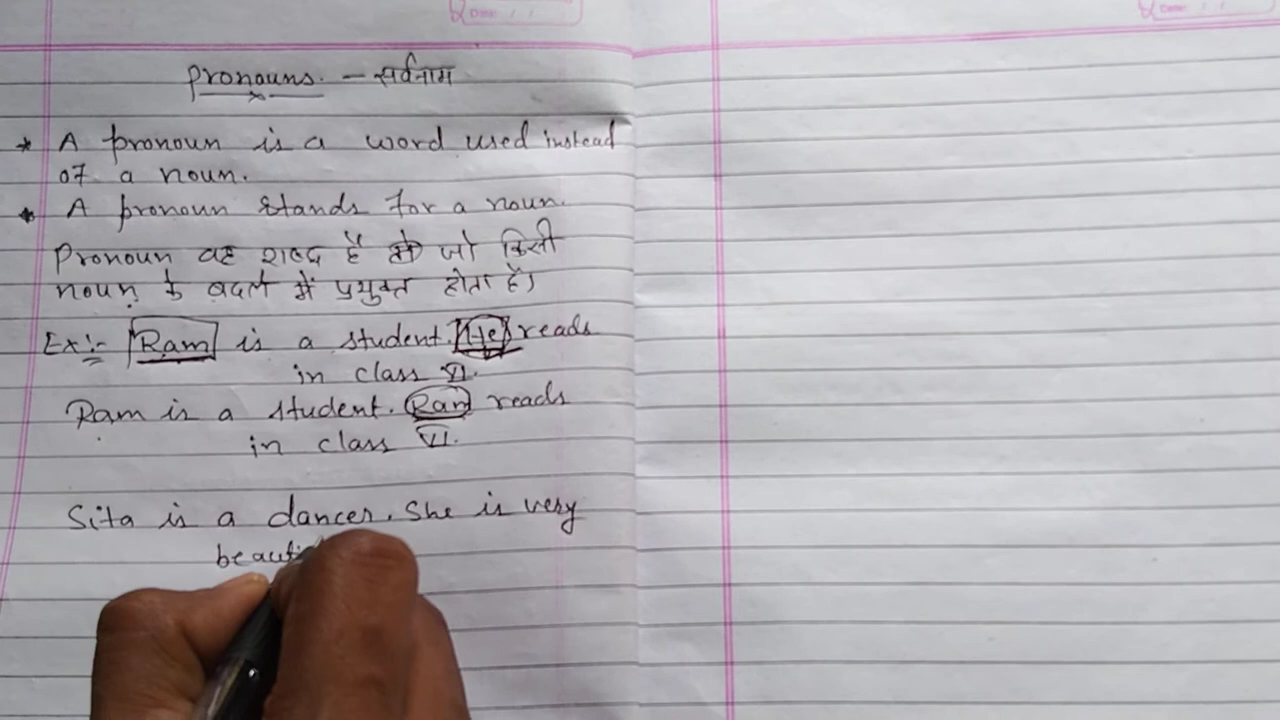 Pronouns. - सर्वनाम
* A pronoun is a word used instead
of a noun.
* A pronoun stands for a noun.
Pronoun वह शब्द है जो किसी
noun के बदले में प्रयुक्त होता है।
Ex:- Ram is a student. He reads
in class VI.
Ram is a student. Ram reads
in class VI.
Sita is a dancer. She is very
beauti